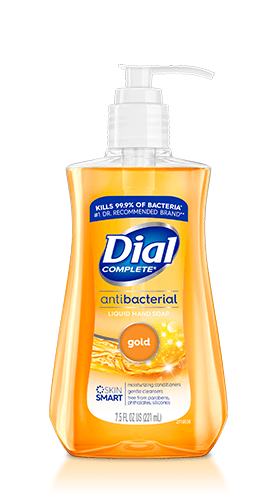 KILLS 99.9% OF BACTERIA*
#1 DR. RECOMMENDED BRAND**
Dial
COMPLETE®
antibacterial
LIQUID HAND SOAP
gold
SKIN
SMART
moisturizing conditioners
gentle cleansers
free from parabens,
phthalates, silicones
7.5 FL OZ US (221 mL)